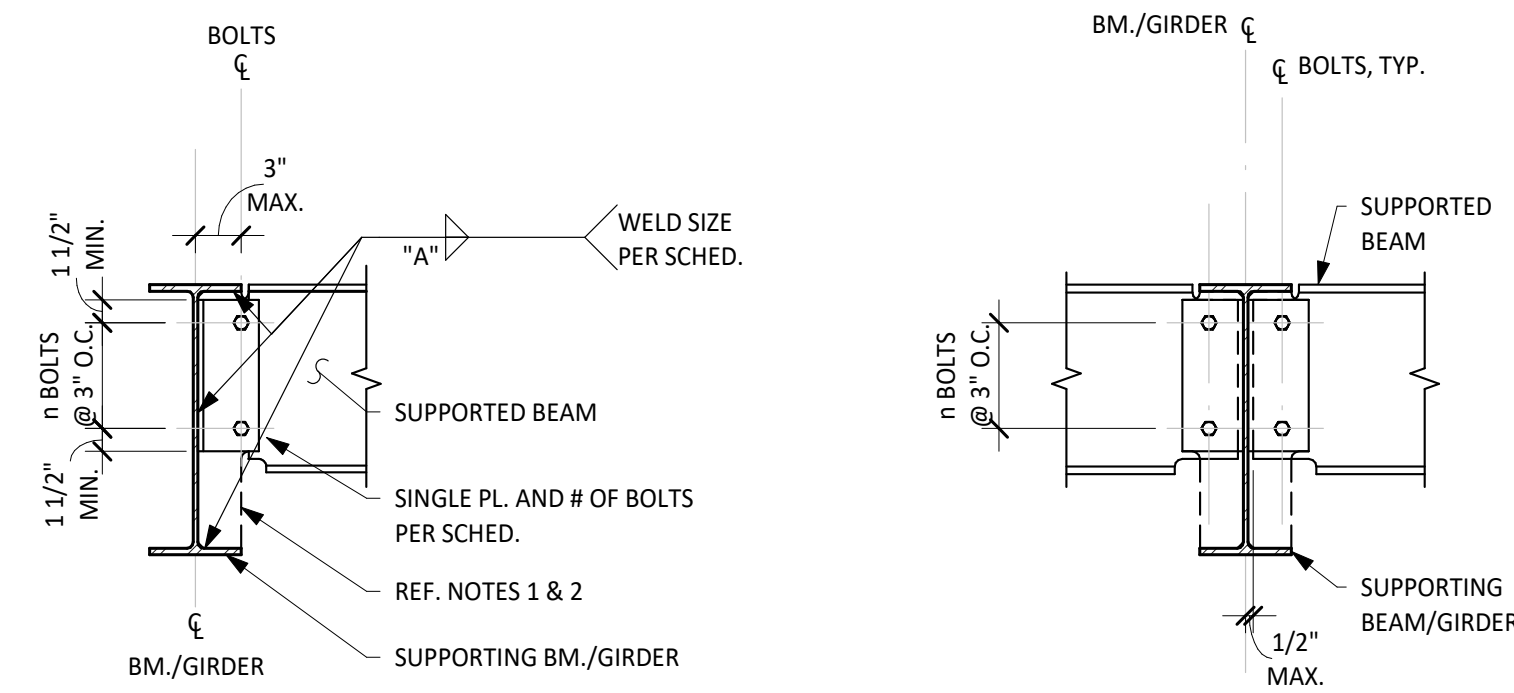 BOLTS
℄
3"
MAX.
1 1/2"
MIN.
n BOLTS
@ 3" O.C.
1 1/2"
MIN.
"A"
WELD SIZE
PER SCHED.
SUPPORTED BEAM
SINGLE PL. AND # OF BOLTS
PER SCHED.
REF. NOTES 1 & 2
SUPPORTING BM./GIRDER
℄
BM./GIRDER
BM./GIRDER ℄
℄ BOLTS, TYP.
SUPPORTED
BEAM
n BOLTS
@ 3" O.C.
SUPPORTING
BEAM/GIRDER
1/2"
MAX.